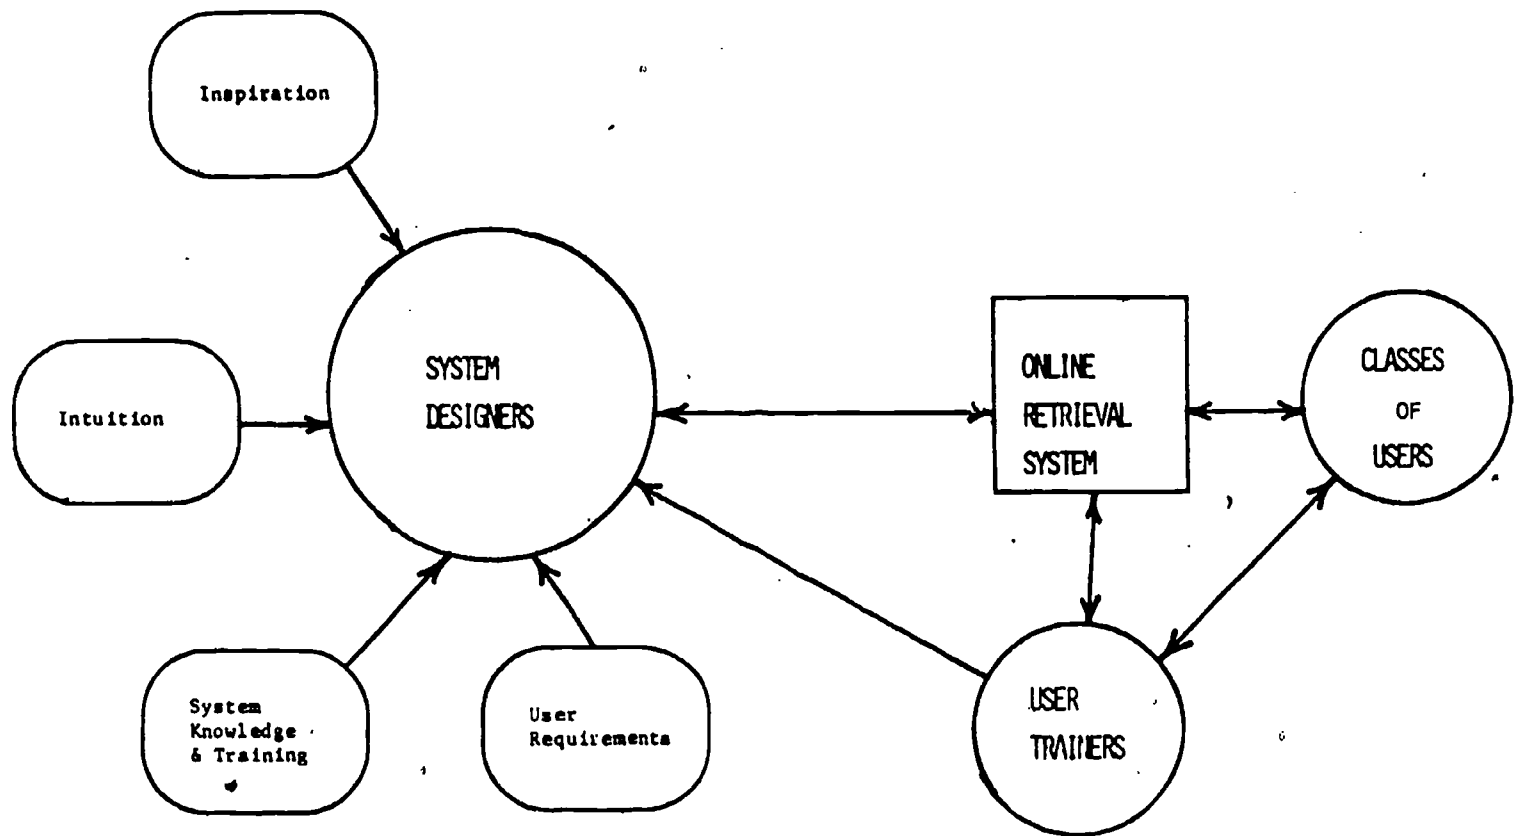 Inspiration
SYSTEM
DESIGNERS
Intuition
ONLINE
RETRIEVAL
SYSTEM
CLASSES
OF
USERS
System
Knowledge
& Training
User
Requirements
USER
TRAINERS